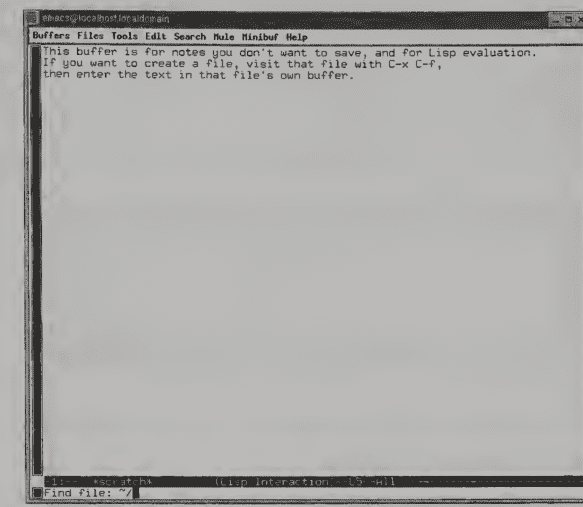 emacs@localhost.localdomain
Buffers Files Tools Edit Search Mule Minibuf Help
This buffer is for notes you don't want to save, and for Lisp evaluation.
If you want to create a file, visit that file with C-x C-f,
then enter the text in that file's own buffer.
-1:-- *scratch* (Lisp Interaction)--L5--All
Find file: ~/